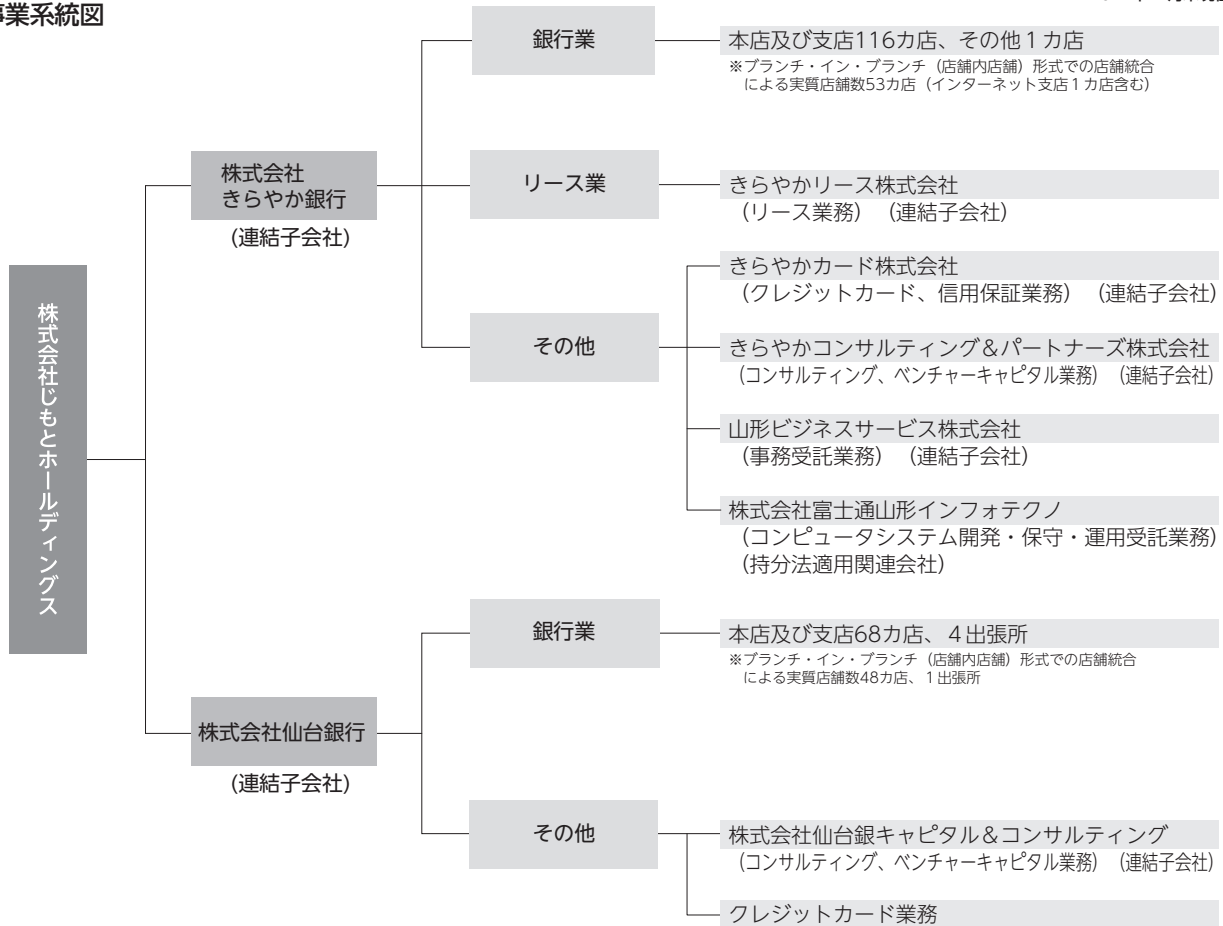 事業系統図
株式会社じもとホールディングス
株式会社
きらやか銀行
(連結子会社)
銀行業
本店及び支店116カ店、その他1カ店
※ブランチ・イン・ブランチ(店舗内店舗)形式での店舗統合
による実質店舗数53カ店(インターネット支店1カ店含む)
リース業
きらやかリース株式会社
(リース業務)(連結子会社)
その他
きらやかカード株式会社
(クレジットカード、信用保証業務)(連結子会社)
きらやかコンサルティング&パートナーズ株式会社
(コンサルティング、ベンチャーキャピタル業務)(連結子会社)
山形ビジネスサービス株式会社
(事務受託業務)(連結子会社)
株式会社富士通山形インフォテクノ
(コンピュータシステム開発・保守・運用受託業務)
(持分法適用関連会社)
株式会社仙台銀行
(連結子会社)
銀行業
本店及び支店68カ店、4出張所
※ブランチ・イン・ブランチ(店舗内店舗)形式での店舗統合
による実質店舗数48カ店、1出張所
その他
株式会社仙台銀キャピタル&コンサルティング
(コンサルティング、ベンチャーキャピタル業務)(連結子会社)
クレジットカード業務